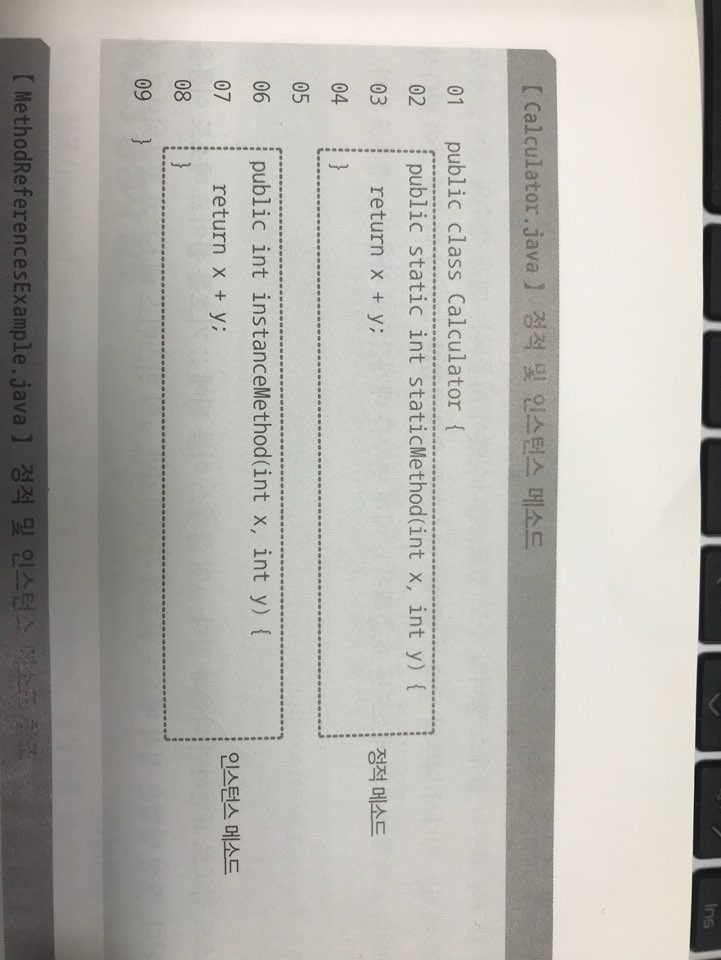 【 Calculator.java 】 정적 및 인스턴스 메소드
01 public class Calculator {
02 public static int staticMethod(int x, int y) {
03 return x + y; 정적 메소드
04 }
05
06 public int instanceMethod(int x, int y) {
07 return x + y; 인스턴스 메소드
08 }
09 }
【 MethodReferencesExample.java 】 정적 및 인스턴스 메소드 참조
Ins